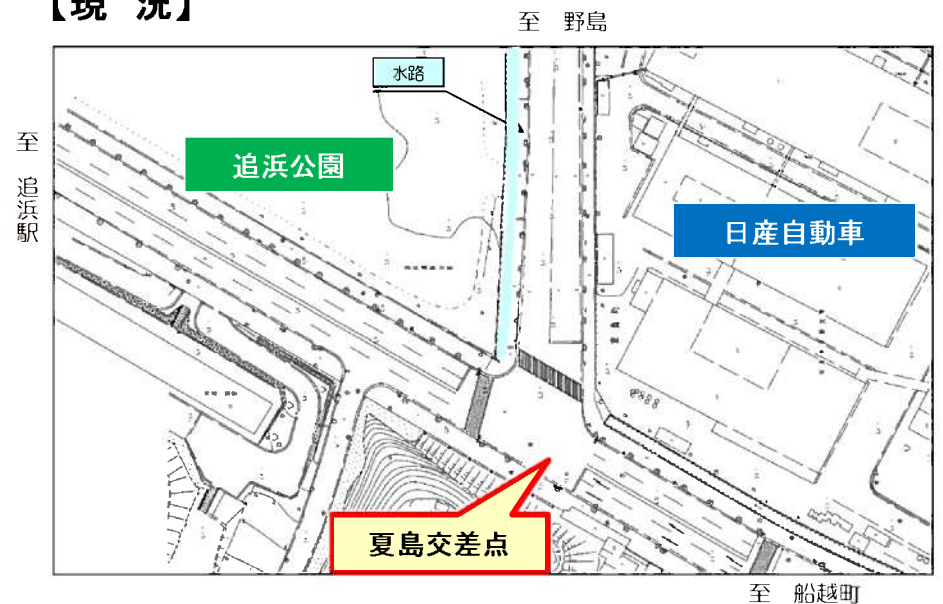 【現 況】
至 野島
水路
至 追浜駅
追浜公園
日産自動車
夏島交差点
至 船越町